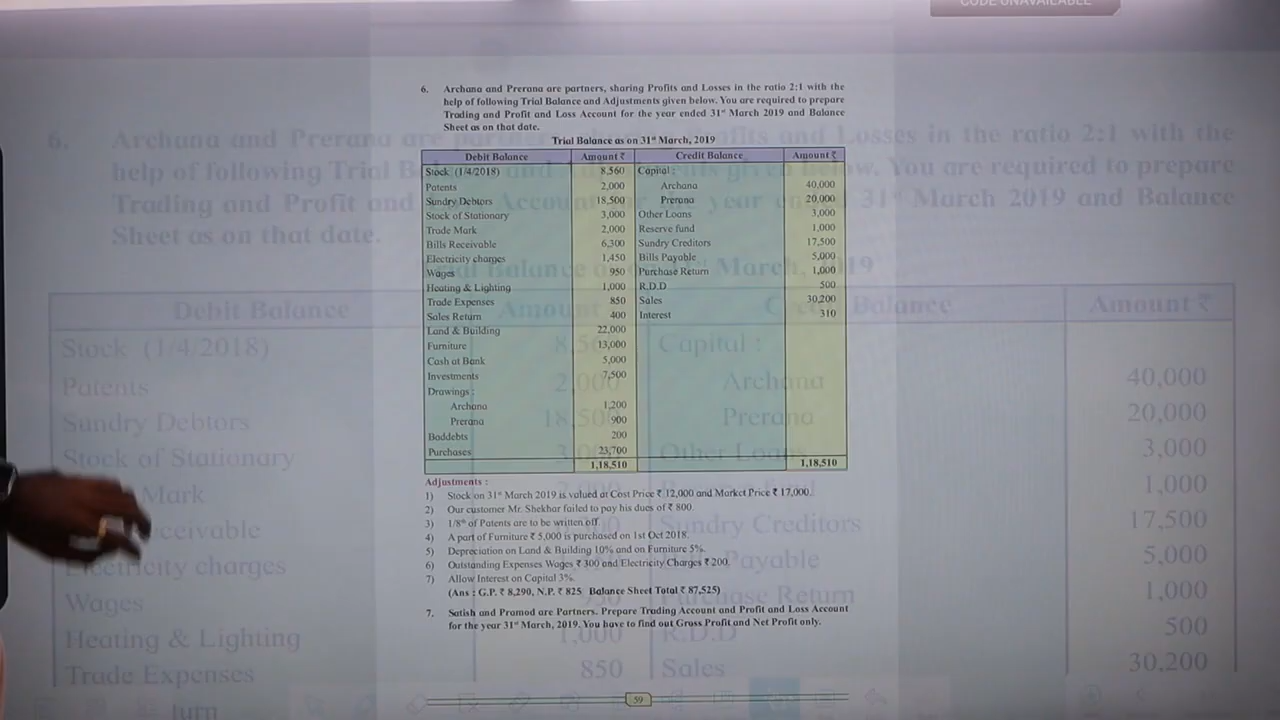 CODE UNAVAILABLE
6. Archana and Prerana are partners, sharing Profits and Losses in the ratio 2:1 with the
help of following Trial Balance and Adjustments given below. You are required to prepare
Trading and Profit and Loss Account for the year ended 31st March 2019 and Balance
Sheet as on that date.
Trial Balance as on 31st March, 2019
Debit Balance Amount ₹ Credit Balance Amount ₹
Stock (1/4/2018) 8,560 Capital :
Patents 2,000 Archana 40,000
Sundry Debtors 18,500 Prerana 20,000
Stock of Stationary 3,000 Other Loans 3,000
Trade Mark 2,000 Reserve fund 1,000
Bills Receivable 6,300 Sundry Creditors 17,500
Electricity charges 1,450 Bills Payable 5,000
Wages 950 Purchase Return 1,000
Heating & Lighting 1,000 R.D.D 500
Trade Expenses 850 Sales 30,200
Sales Return 400 Interest 310
Land & Building 22,000
Furniture 13,000
Cash at Bank 5,000
Investments 7,500
Drawings :
Archana 1,200
Prerana 900
Baddebts 200
Purchases 23,700
1,18,510 1,18,510
Adjustments :
1) Stock on 31st March 2019 is valued at Cost Price ₹ 12,000 and Market Price ₹ 17,000.
2) Our customer Mr. Shekhar failed to pay his dues of ₹ 800.
3) 1/8th of Patents are to be written off.
4) A part of Furniture ₹ 5,000 is purchased on 1st Oct 2018.
5) Depreciation on Land & Building 10% and on Furniture 5%.
6) Outstanding Expenses Wages ₹ 300 and Electricity Charges ₹ 200.
7) Allow Interest on Capital 3%.
(Ans : G.P. ₹ 8,290, N.P. ₹ 825 Balance Sheet Total ₹ 87,525)
7. Satish and Pramod are Partners. Prepare Trading Account and Profit and Loss Account
for the year 31st March, 2019. You have to find out Gross Profit and Net Profit only.
59